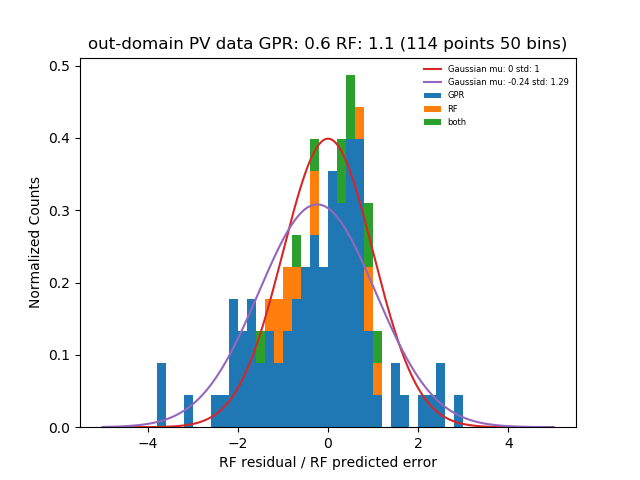 out-domain PV data GPR: 0.6 RF: 1.1 (114 points 50 bins)
Gaussian mu: 0 std: 1
Gaussian mu: -0.24 std: 1.29
GPR
RF
both
Normalized Counts
0.5
0.4
0.3
0.2
0.1
0.0
−4
−2
0
2
4
RF residual / RF predicted error